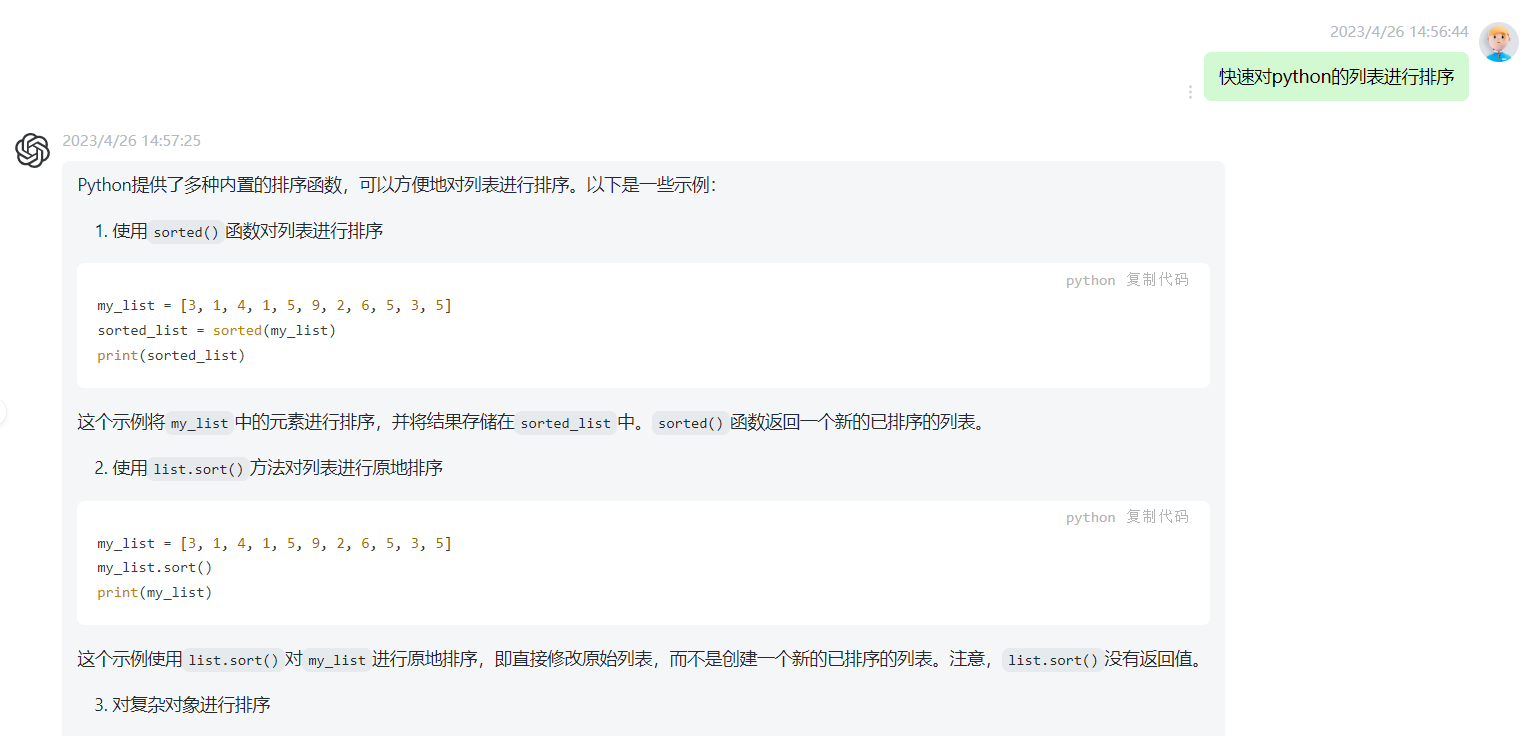 2023/4/26 14:56:44
快速对python的列表进行排序
2023/4/26 14:57:25
Python提供了多种内置的排序函数，可以方便地对列表进行排序。以下是一些示例：
1. 使用 sorted() 函数对列表进行排序
python 复制代码
my_list = [3, 1, 4, 1, 5, 9, 2, 6, 5, 3, 5]
sorted_list = sorted(my_list)
print(sorted_list)
这个示例将 my_list 中的元素进行排序，并将结果存储在 sorted_list 中。 sorted() 函数返回一个新的已排序的列表。
2. 使用 list.sort() 方法对列表进行原地排序
python 复制代码
my_list = [3, 1, 4, 1, 5, 9, 2, 6, 5, 3, 5]
my_list.sort()
print(my_list)
这个示例使用 list.sort() 对 my_list 进行原地排序，即直接修改原始列表，而不是创建一个新的已排序的列表。注意， list.sort() 没有返回值。
3. 对复杂对象进行排序